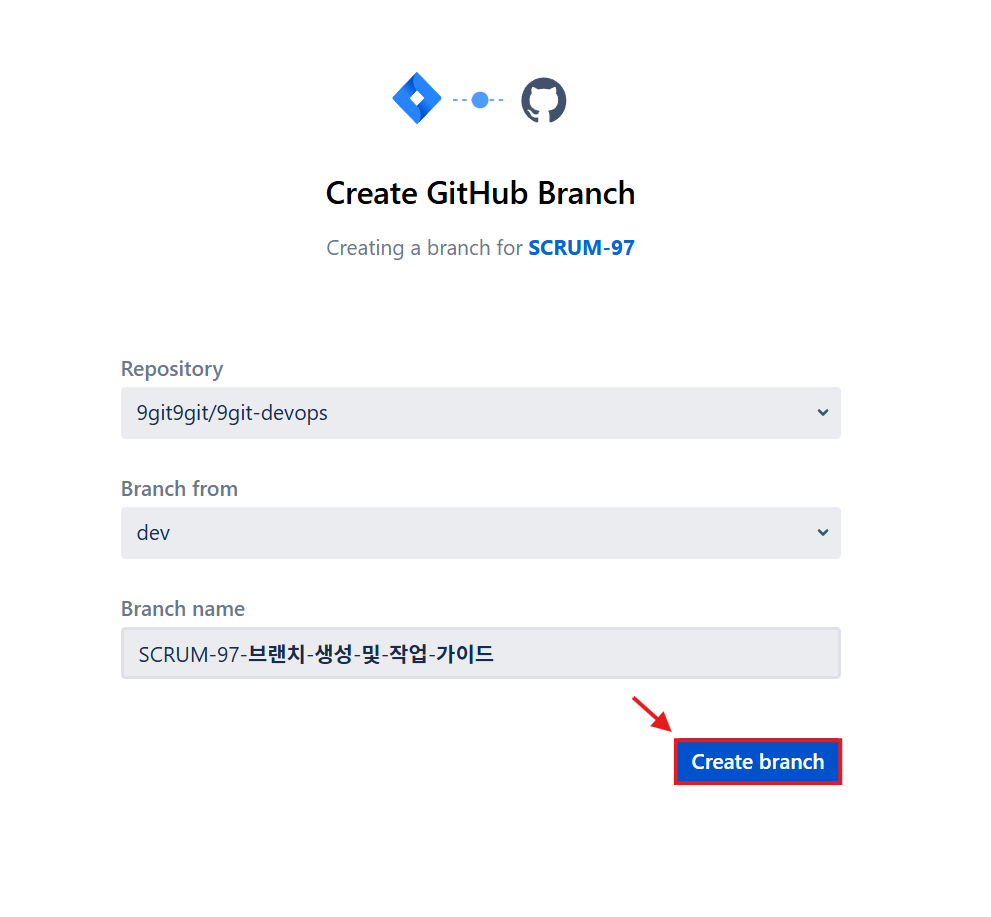 Create GitHub Branch
Creating a branch for SCRUM-97
Repository
9git9git/9git-devops
Branch from
dev
Branch name
SCRUM-97-브랜치-생성-및-작업-가이드
Create branch